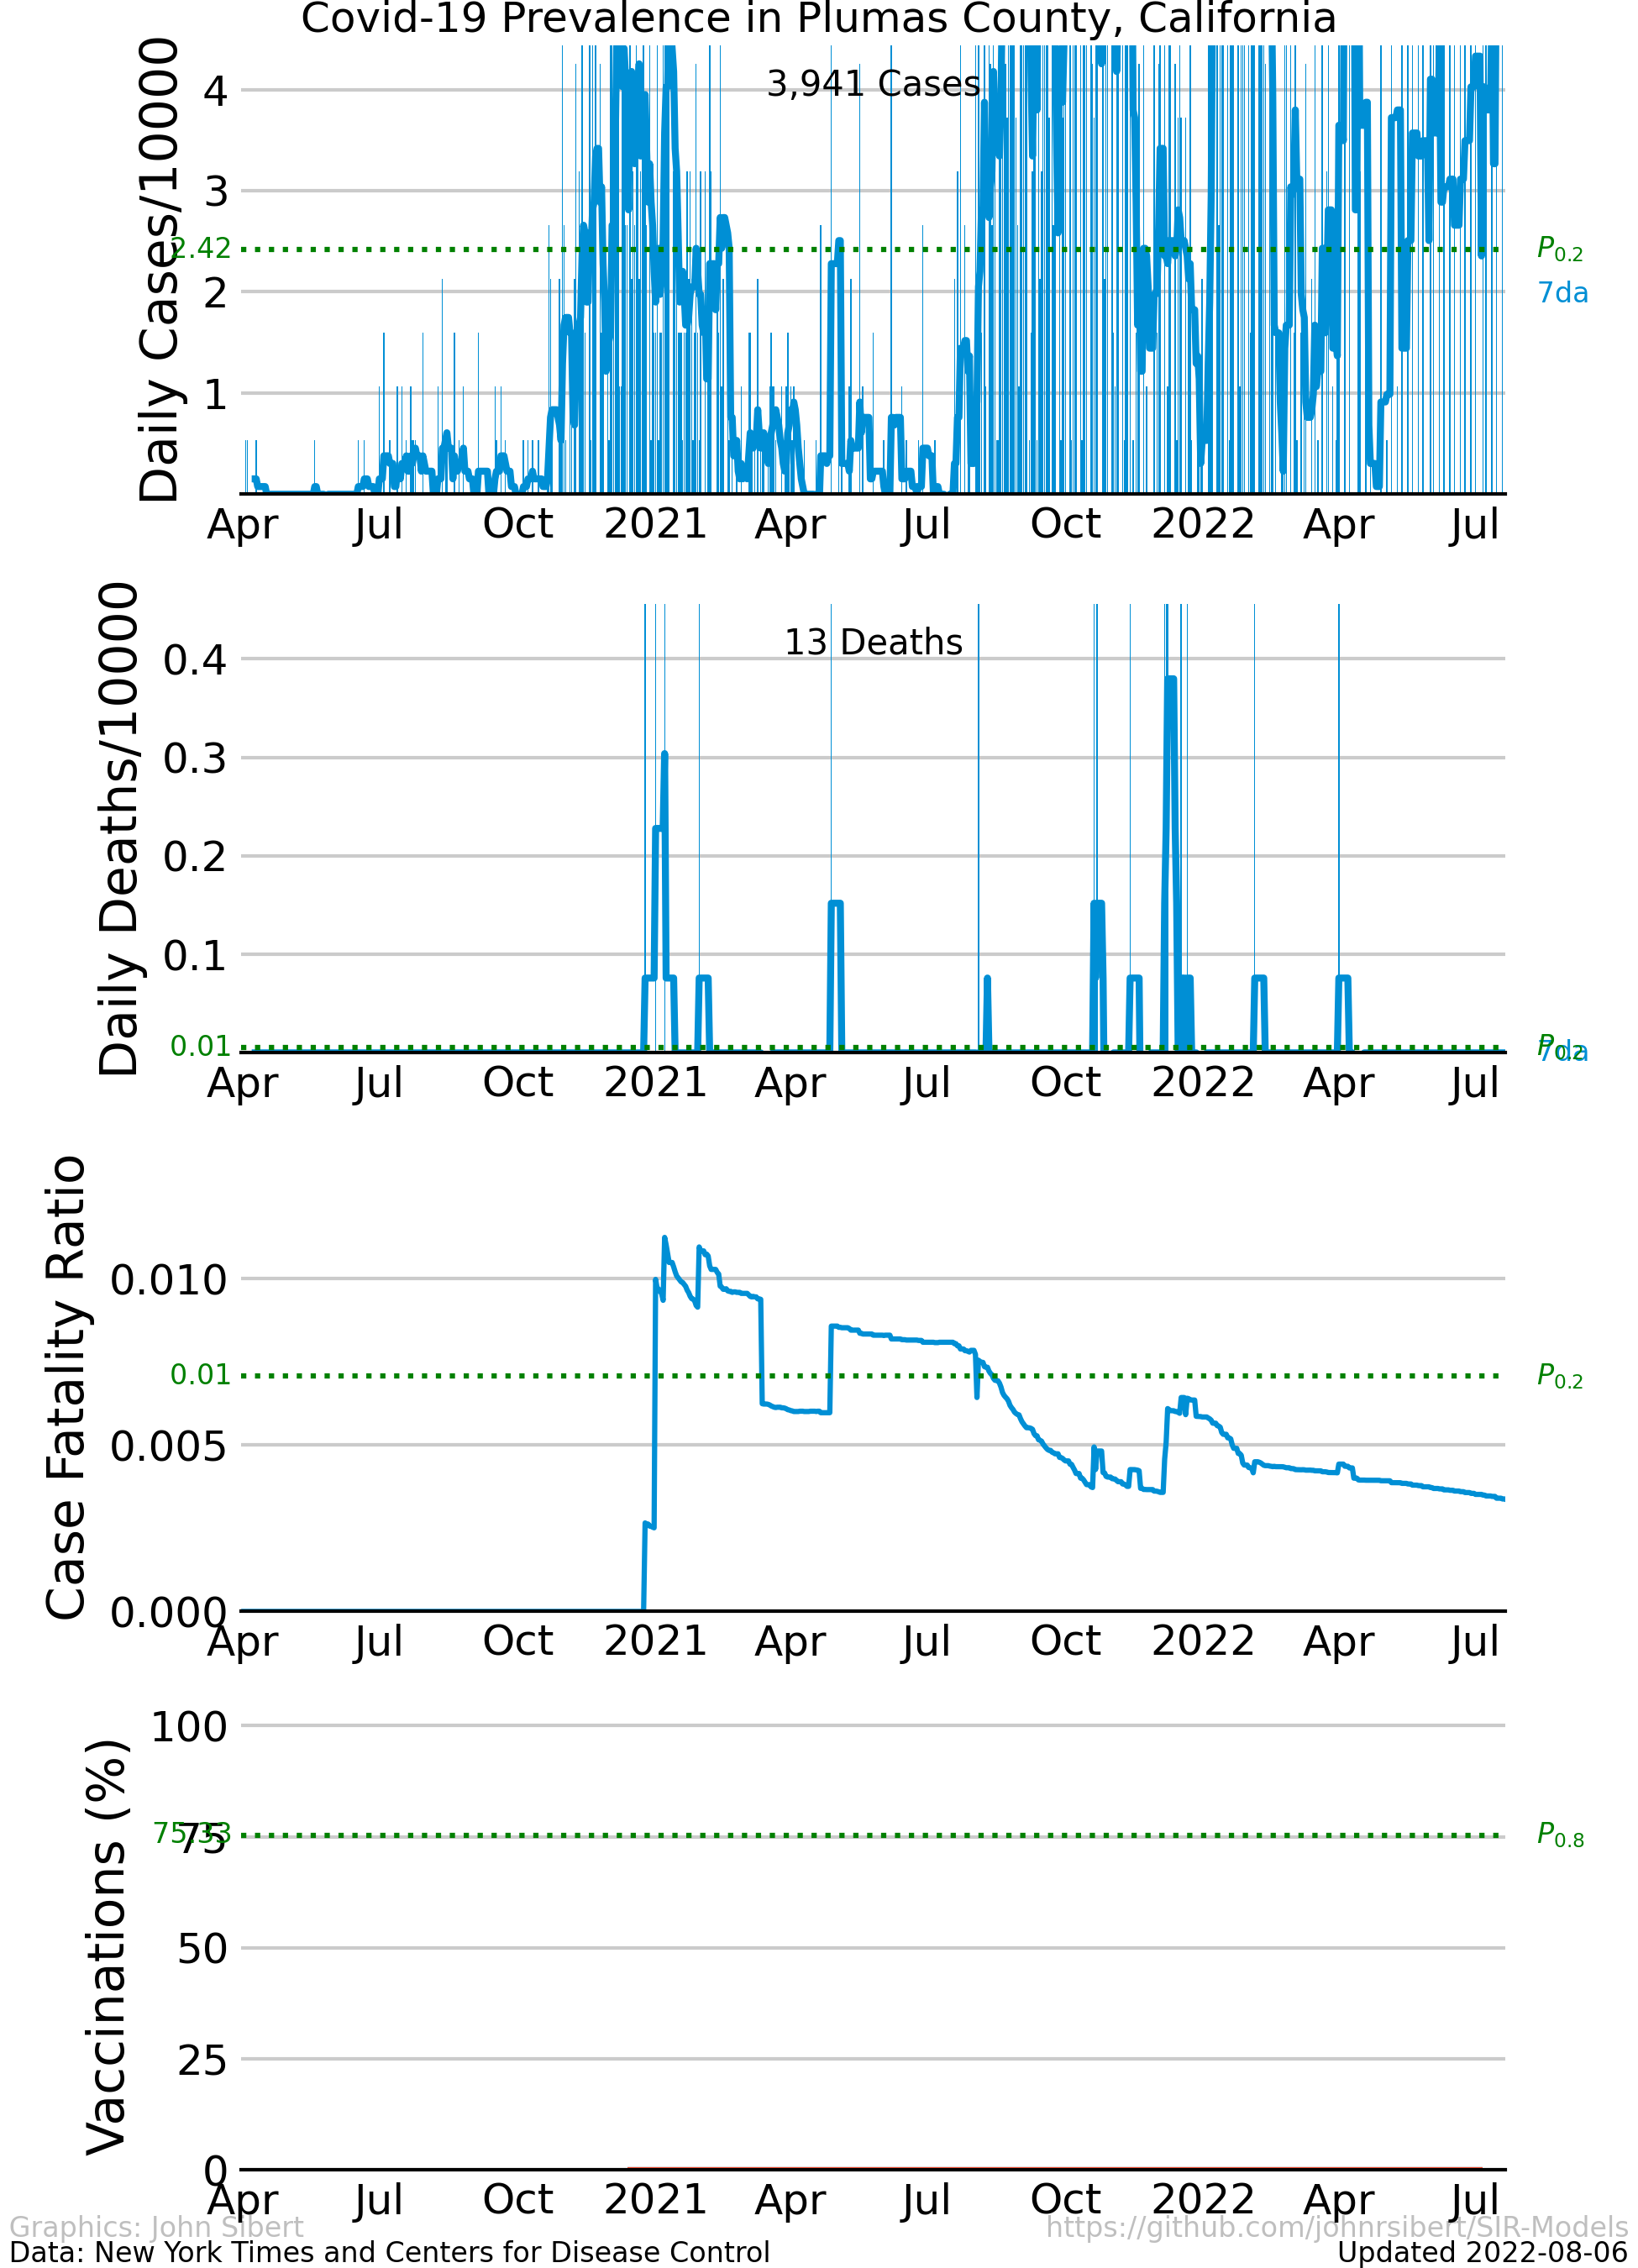 Covid-19 Prevalence in Plumas County, California
Daily Cases/10000
3,941 Cases
4
3
2.42
2
1
P0.2
7da
Apr Jul Oct 2021 Apr Jul Oct 2022 Apr Jul
Daily Deaths/10000
13 Deaths
0.4
0.3
0.2
0.1
0.01
P0.2
7da
Apr Jul Oct 2021 Apr Jul Oct 2022 Apr Jul
Case Fatality Ratio
0.010
0.01
0.005
0.000
P0.2
Apr Jul Oct 2021 Apr Jul Oct 2022 Apr Jul
Vaccinations (%)
100
75.33
75
50
25
0
P0.8
Apr Jul Oct 2021 Apr Jul Oct 2022 Apr Jul
Graphics: John Sibert https://github.com/johnrsibert/SIR-Models
Data: New York Times and Centers for Disease Control Updated 2022-08-06